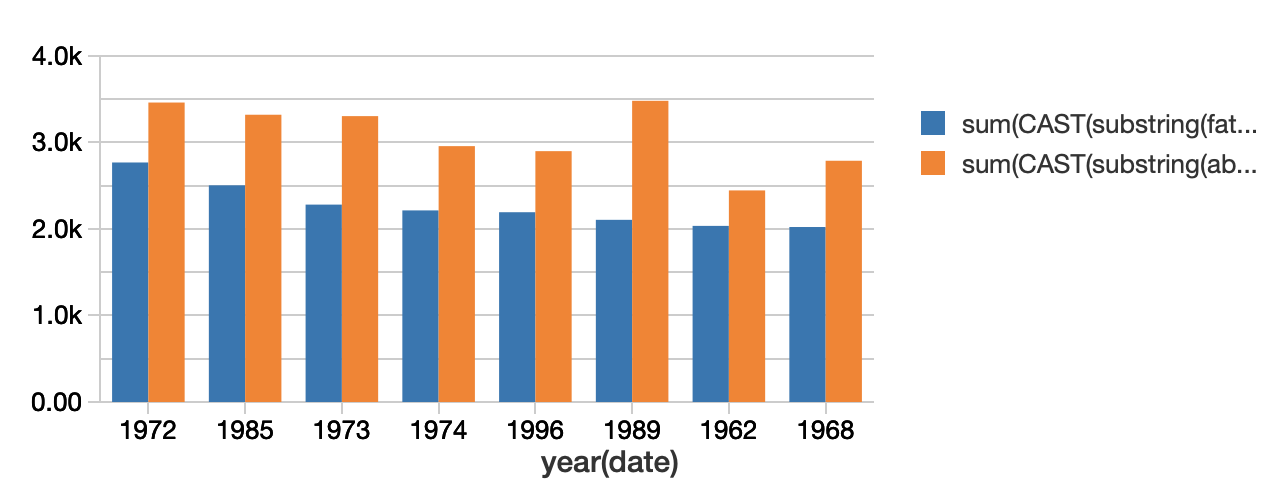 4.0k
3.0k
2.0k
1.0k
0.00
1972 1985 1973 1974 1996 1989 1962 1968
year(date)
sum(CAST(substring(fat...
sum(CAST(substring(ab...